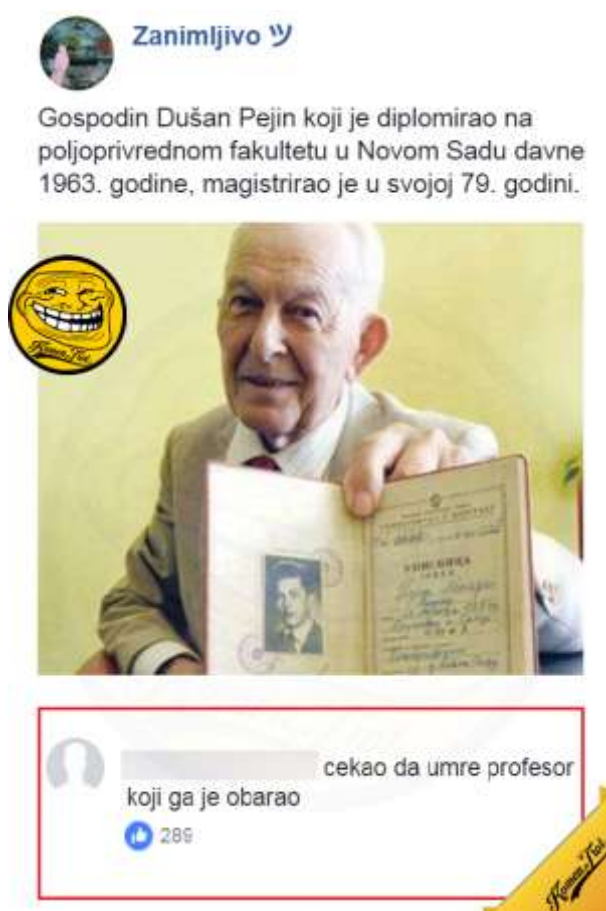 Zanimljivo ツ
Gospodin Dušan Pejin koji je diplomirao na
poljoprivrednom fakultetu u Novom Sadu davne
1963. godine, magistrirao je u svojoj 79. godini.
cekao da umre profesor
koji ga je obarao
289